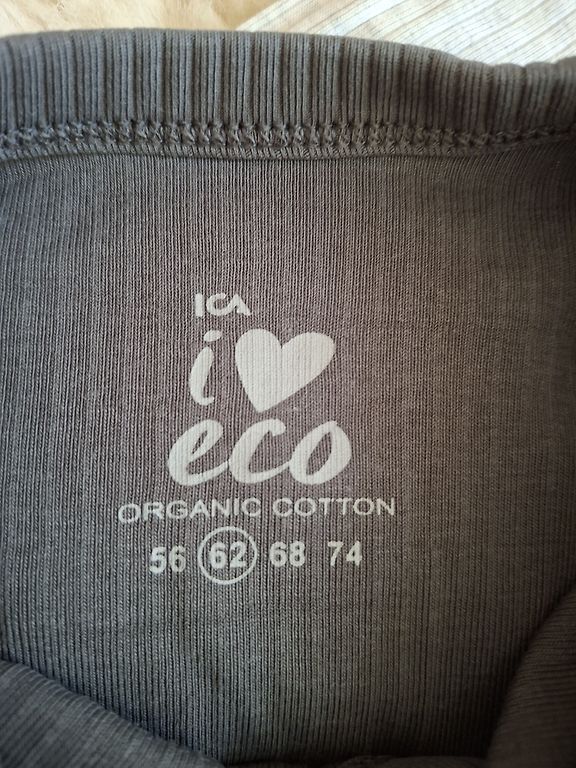 ICA
i
eco
ORGANIC COTTON
56 62 68 74